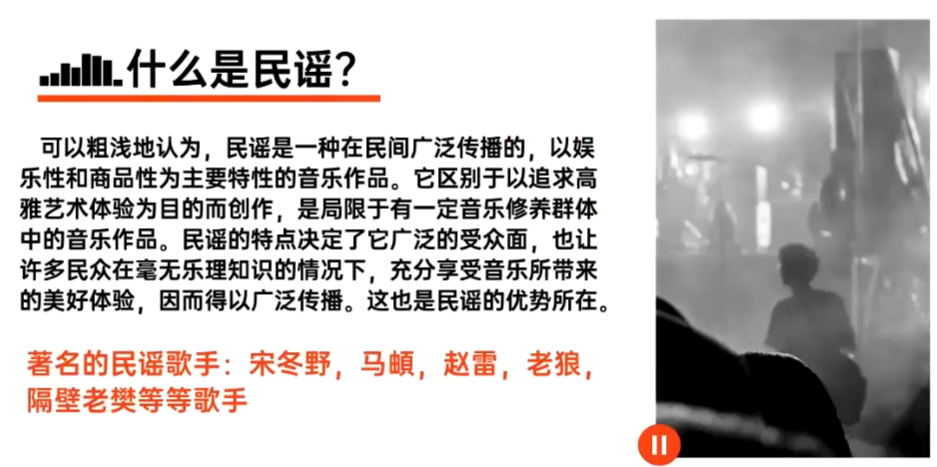 什么是民谣?
可以粗浅地认为，民谣是一种在民间广泛传播的，以娱
乐性和商品性为主要特性的音乐作品。它区别于以追求高
雅艺术体验为目的而创作，是局限于有一定音乐修养群体
中的音乐作品。民谣的特点决定了它广泛的受众面，也让
许多民众在毫无乐理知识的情况下，充分享受音乐所带来
的美好体验，因而得以广泛传播。这也是民谣的优势所在。
著名的民谣歌手：宋冬野，马頔，赵雷，老狼，
隔壁老樊等等歌手